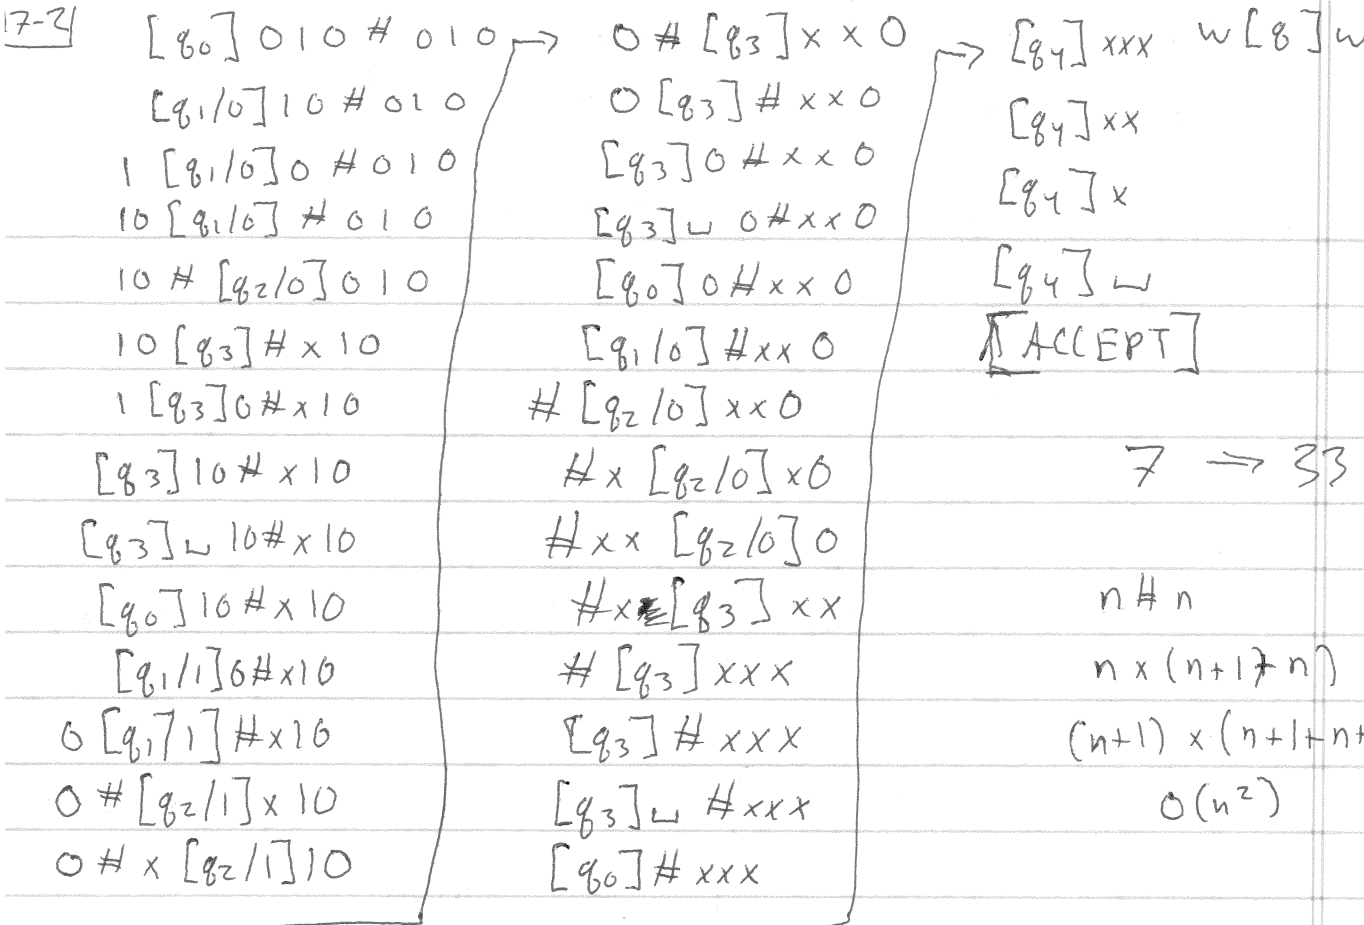 17-2
[q0] 010#010
[q1/0]10#010
1 [q1/0]0#010
10 [q1/0] #010
10# [q2/0]010
10[q3]#x10
1 [q3]0#x10
[q3]10#x10
[q3]␣ 10#x10
[q0]10#x10
[q1/1]0#x10
0 [q1/1]#x10
0#[q2/1]x10
0#x [q2/1]10
0#[q3]xx0
0[q3]#xx0
[q3]0#xx0
[q3]␣ 0#xx0
[q0]0#xx0
[q1/0]#xx0
#[q2/0]xx0
#x [q2/0]x0
#xx [q2/0]0
#x[q3]xx
#[q3]xxx
[q3]#xxx
[q3]␣ #xxx
[q0]#xxx
[q4]xxx
[q4]xx
[q4]x
[q4]␣
[ACCEPT]
w[q]w
7 → 33
n#n
n x (n+1+n)
(n+1) x (n+1+n+
O(n²)